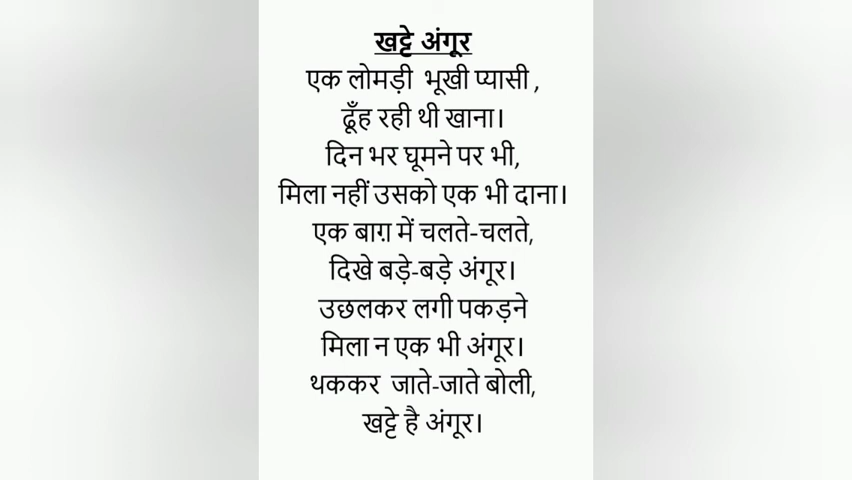 खट्टे अंगूर
एक लोमड़ी भूखी प्यासी ,
ढूँह रही थी खाना।
दिन भर घूमने पर भी,
मिला नहीं उसको एक भी दाना।
एक बाग़ में चलते-चलते,
दिखे बड़े-बड़े अंगूर।
उछलकर लगी पकड़ने
मिला न एक भी अंगूर।
थककर जाते-जाते बोली,
खट्टे है अंगूर।